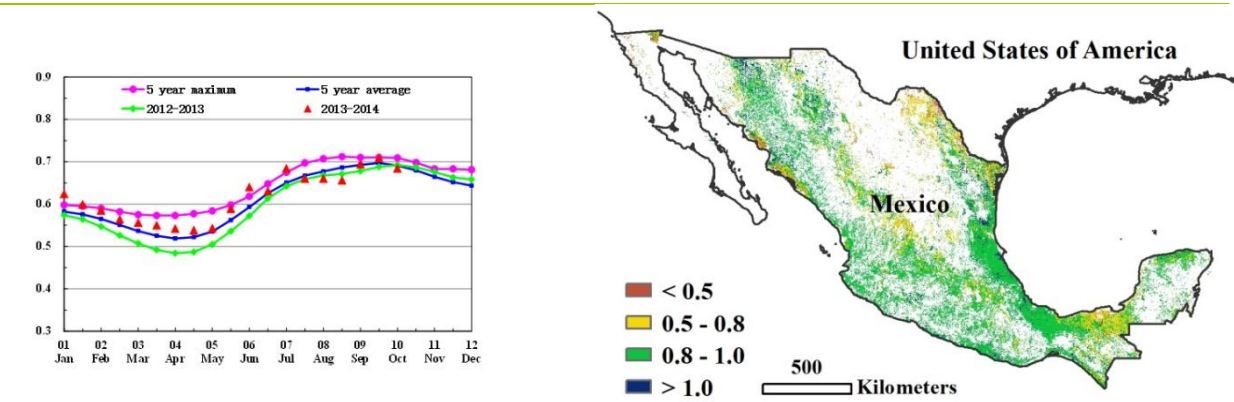 0.9
0.8
0.7
0.6
0.5
0.4
0.3
5 year maximum
5 year average
2012-2013
2013-2014
01 02 03 04 05 06 07 08 09 10 11 12
Jan Feb Mar Apr May Jun Jul Aug Sep Oct Nov Dec
United States of America
Mexico
< 0.5
0.5 - 0.8
0.8 - 1.0
> 1.0
500
Kilometers